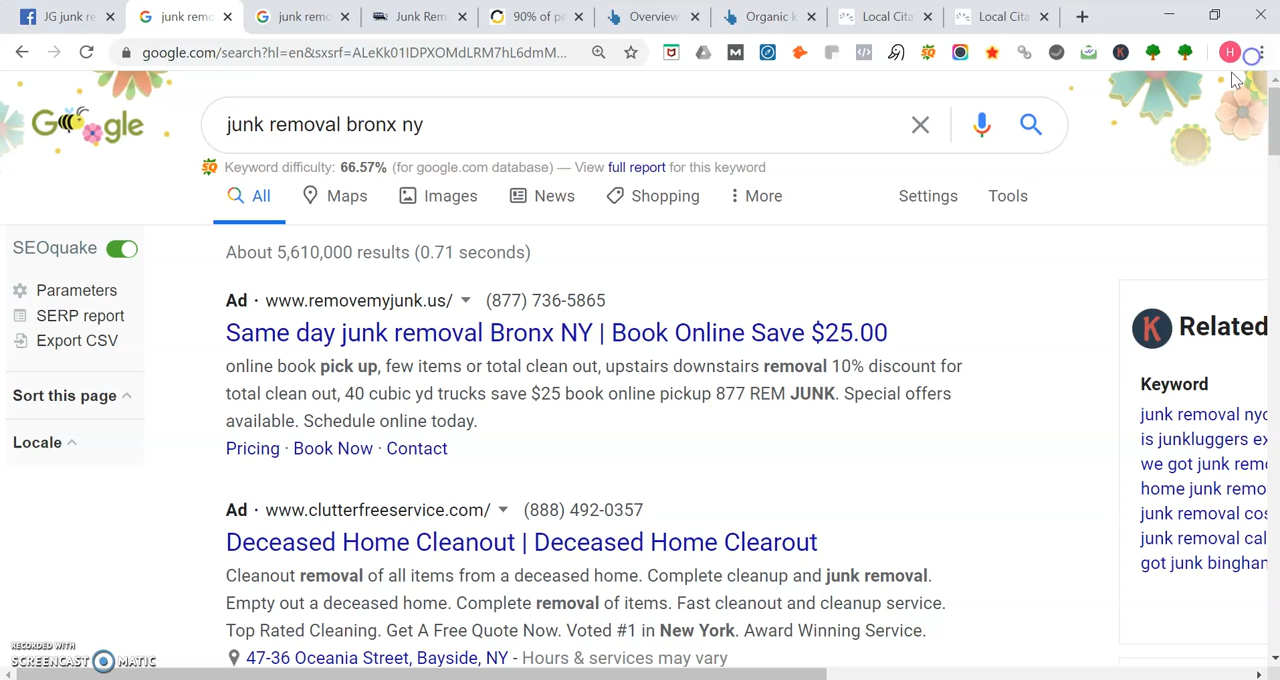 JG junk re
junk remo
junk remo
Junk Rem
90% of p
Overview
Organic k
Local Cita
Local Cita
google.com/search?hl=en&sxsrf=ALeKk01lDPXOMdLRM7hL6dmM...
Google
junk removal bronx ny
Keyword difficulty: 66.57% (for google.com database) — View full report for this keyword
All Maps Images News Shopping More Settings Tools
SEOquake
Parameters
SERP report
Export CSV
Sort this page
Locale
About 5,610,000 results (0.71 seconds)
Ad · www.removemyjunk.us/ (877) 736-5865
Same day junk removal Bronx NY | Book Online Save $25.00
online book pick up, few items or total clean out, upstairs downstairs removal 10% discount for
total clean out, 40 cubic yd trucks save $25 book online pickup 877 REM JUNK. Special offers
available. Schedule online today.
Pricing · Book Now · Contact
Ad · www.clutterfreeservice.com/ (888) 492-0357
Deceased Home Cleanout | Deceased Home Clearout
Cleanout removal of all items from a deceased home. Complete cleanup and junk removal.
Empty out a deceased home. Complete removal of items. Fast cleanout and cleanup service.
Top Rated Cleaning. Get A Free Quote Now. Voted #1 in New York. Award Winning Service.
47-36 Oceania Street, Bayside, NY - Hours & services may vary
K Related
Keyword
junk removal nyc
is junkluggers ex
we got junk remo
home junk remo
junk removal cos
junk removal cal
got junk binghan
RECORDED WITH
SCREENCAST MATIC